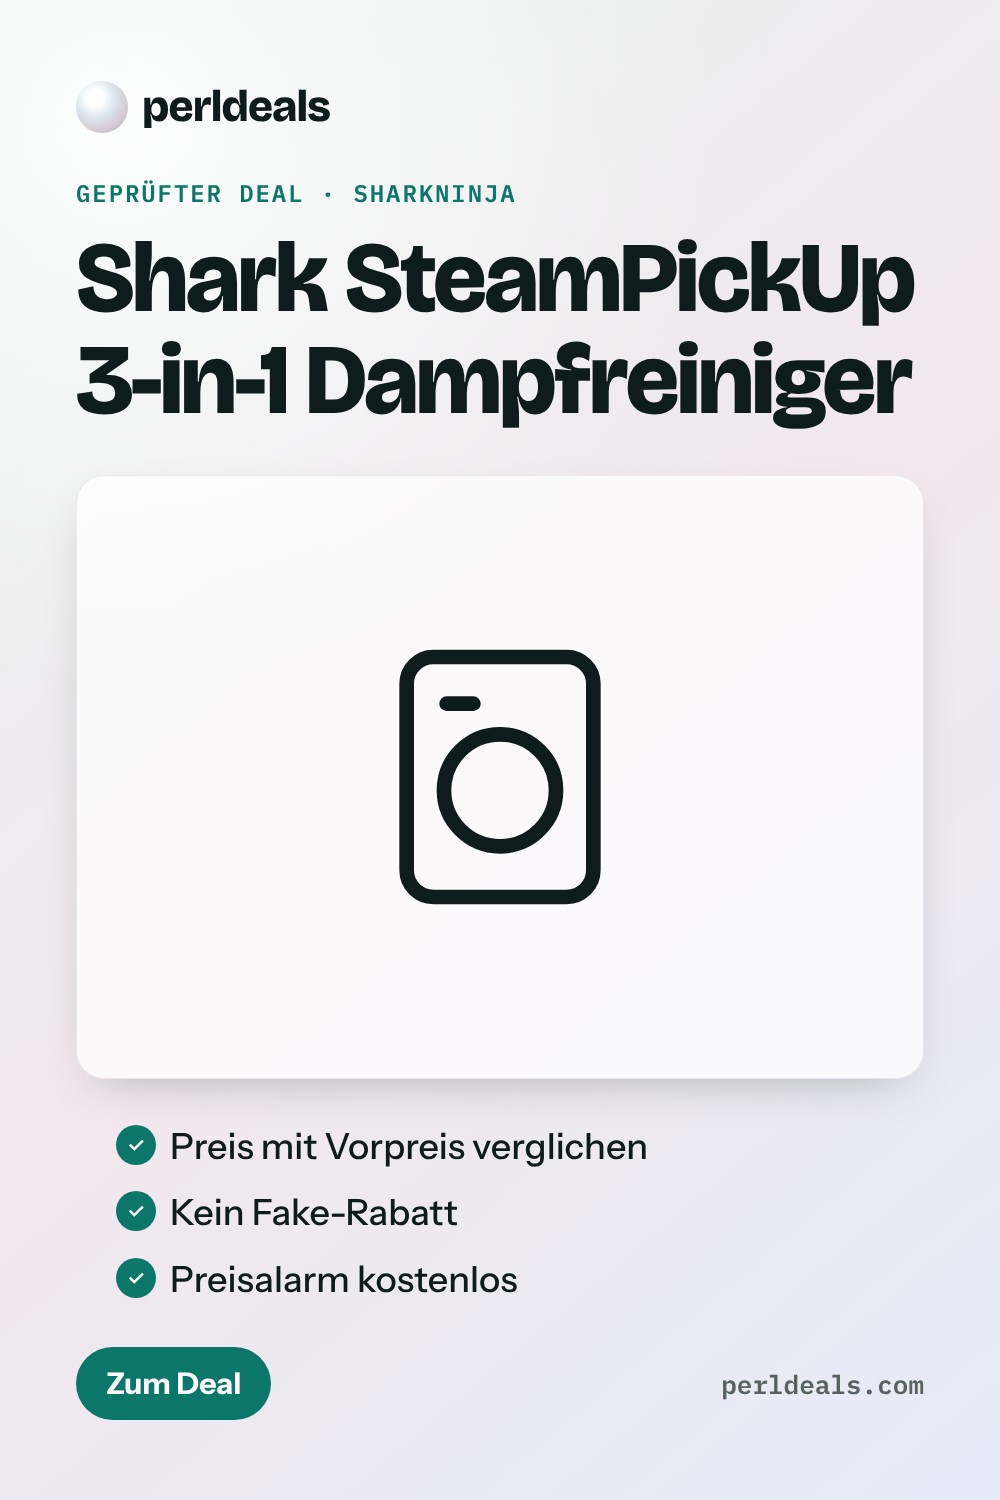 perldeals
GEPRÜFTER DEAL · SHARKNINJA
Shark SteamPickUp
3-in-1 Dampfreiniger
Preis mit Vorpreis verglichen
Kein Fake-Rabatt
Preisalarm kostenlos
Zum Deal
perldeals.com